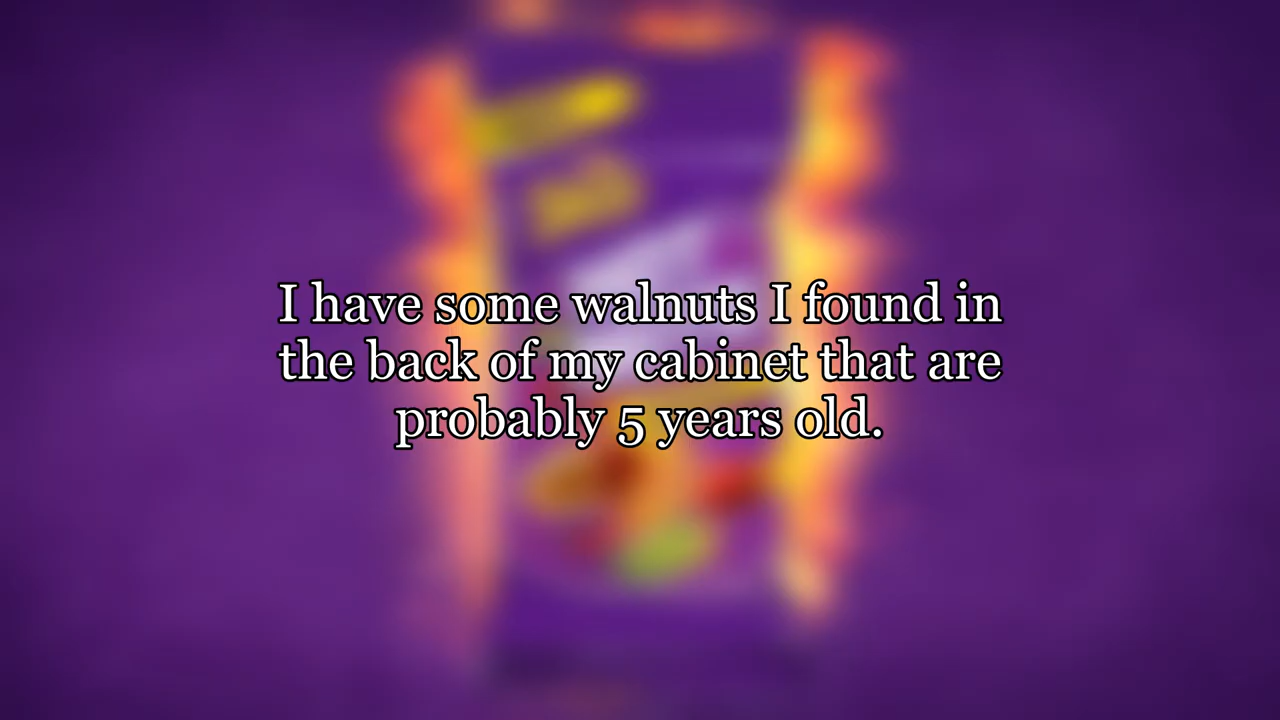 I have some walnuts I found in
the back of my cabinet that are
probably 5 years old.